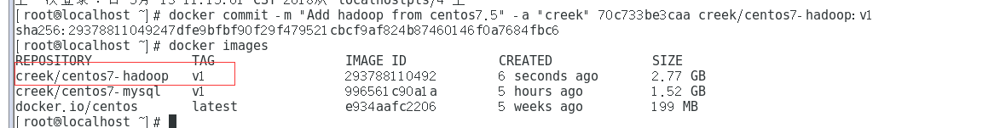 [root@localhost ~]# docker commit -m "Add hadoop from centos7.5" -a "creek" 70c733be3caa creek/centos7-hadoop:v1
sha256:29378811049247dfe9bfbf90f29f479521cbcf9af824b87460146f0a7684fbc6
[root@localhost ~]# docker images
REPOSITORY TAG IMAGE ID CREATED SIZE
creek/centos7-hadoop v1 293788110492 6 seconds ago 2.77 GB
creek/centos7-mysql v1 996561c90a1a 5 hours ago 1.52 GB
docker.io/centos latest e934aafc2206 5 weeks ago 199 MB
[root@localhost ~]#